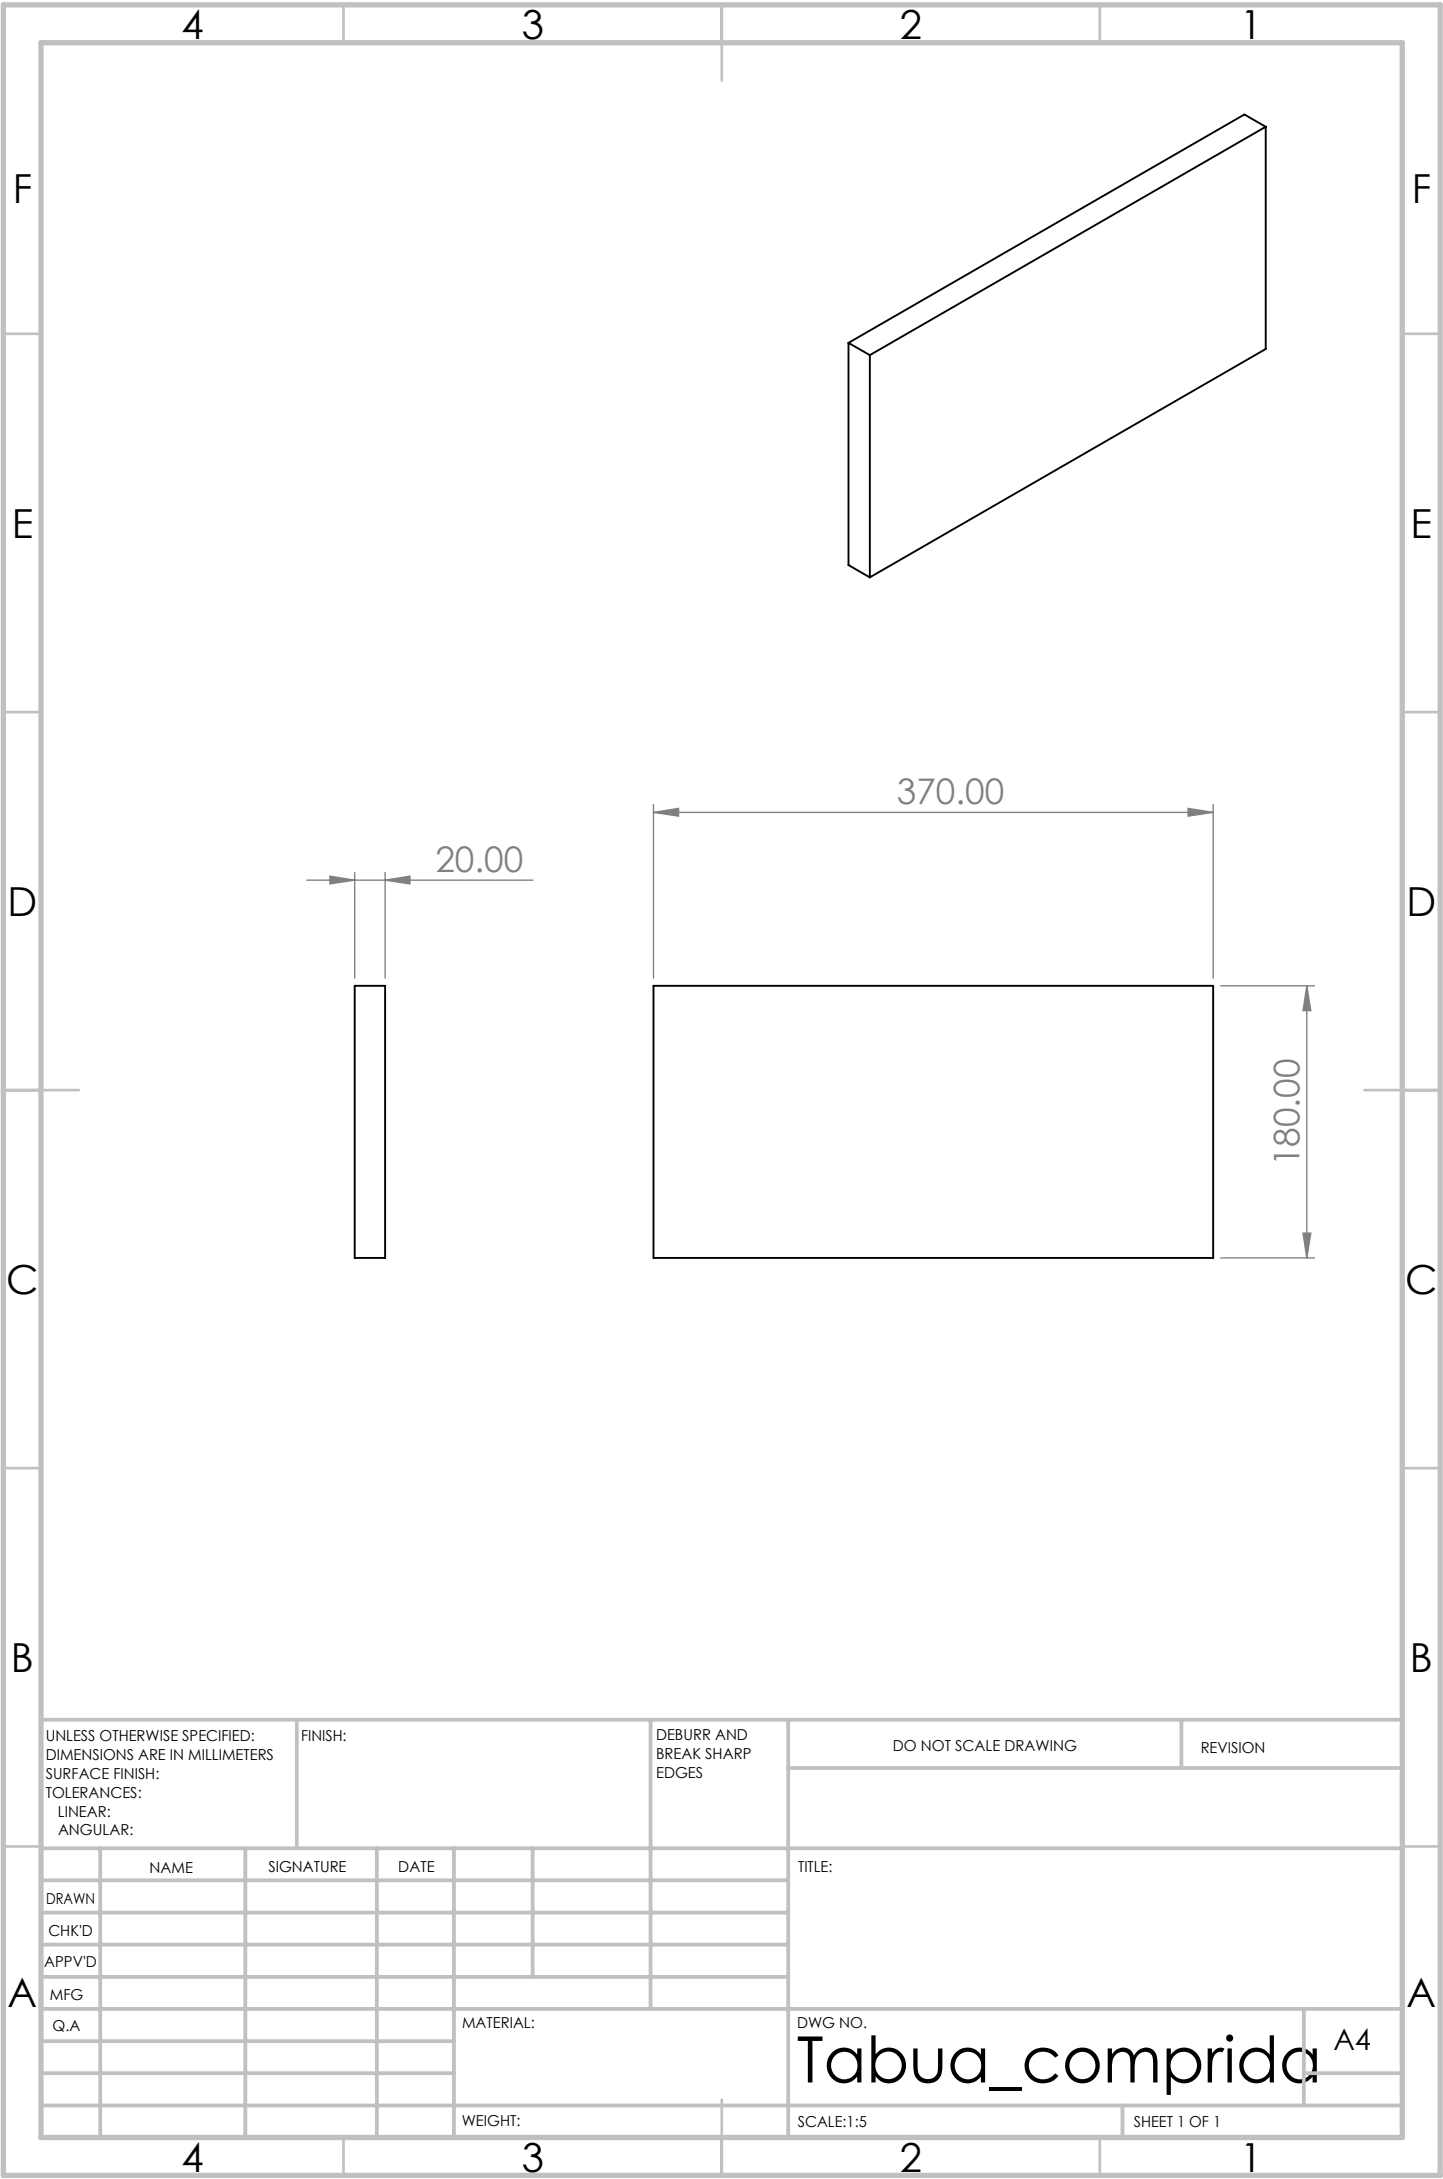 4 3 2 1
F F
E E
370.00
20.00
D D
180.00
C C
B B
UNLESS OTHERWISE SPECIFIED:
DIMENSIONS ARE IN MILLIMETERS
SURFACE FINISH:
TOLERANCES:
LINEAR:
ANGULAR:
FINISH:
DEBURR AND
BREAK SHARP
EDGES
DO NOT SCALE DRAWING
REVISION
NAME SIGNATURE DATE
TITLE:
DRAWN
CHK'D
APPV'D
A MFG A
Q.A
MATERIAL:
DWG NO.
Tabua_comprida
A4
WEIGHT:
SCALE:1:5
SHEET 1 OF 1
4 3 2 1